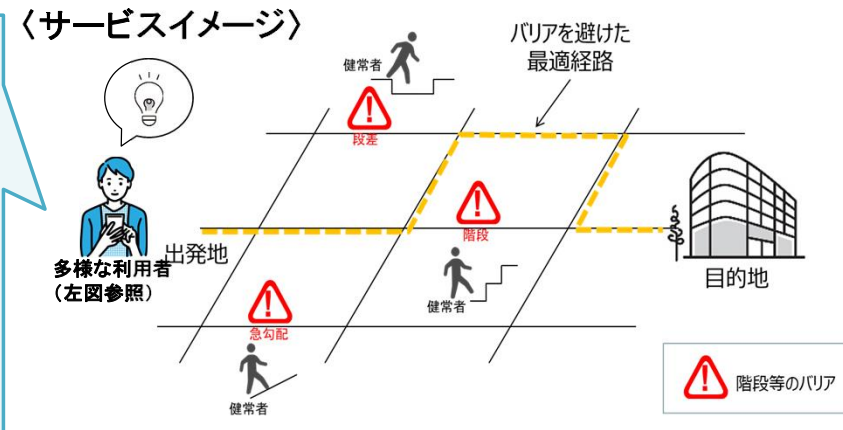 〈サービスイメージ〉
健常者
バリアを避けた
最適経路
段差
出発地
階段
多様な利用者
（左図参照）
健常者
目的地
急勾配
階段等のバリア
健常者